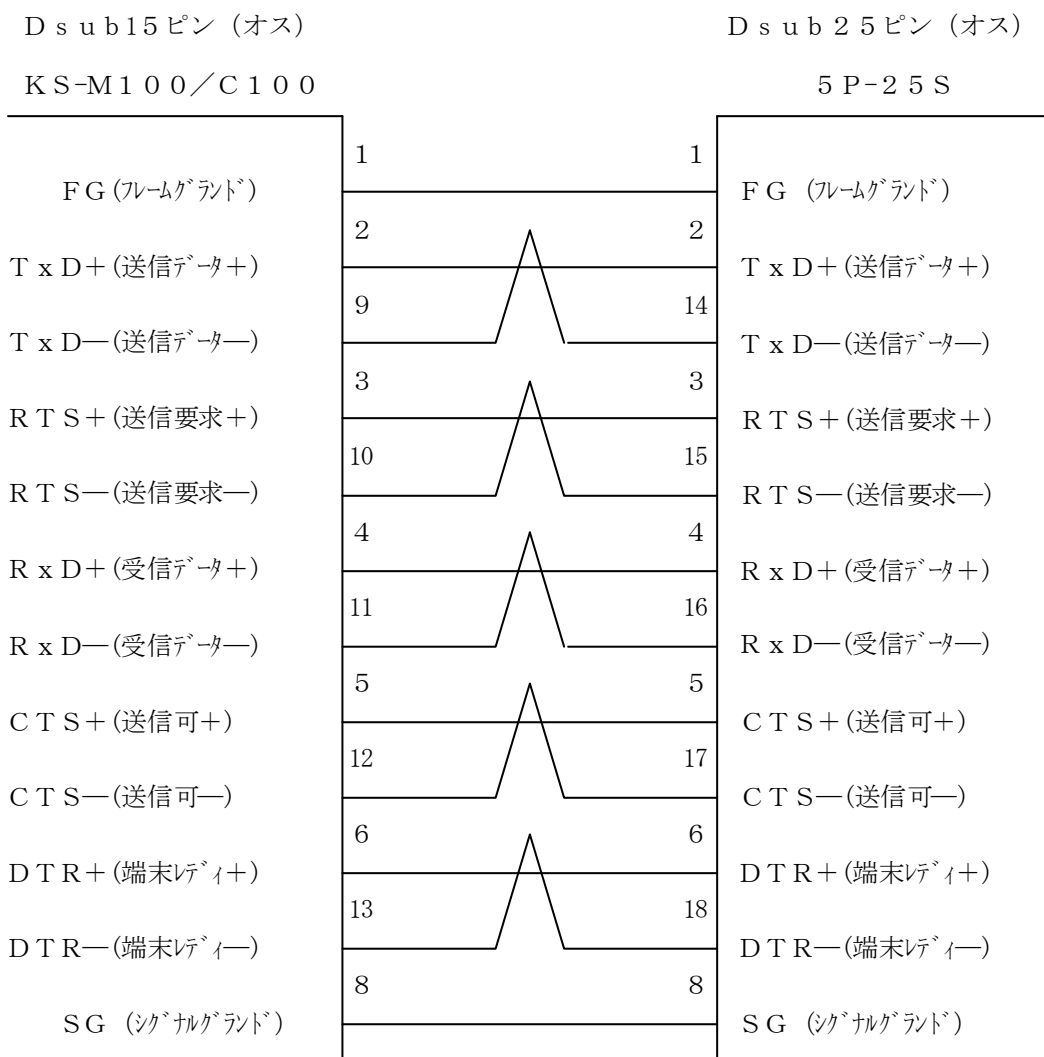 Ｄｓｕｂ15ピン（オス） Ｄｓｕｂ２５ピン（オス）
ＫＳ-Ｍ１００／Ｃ１００ ５Ｐ-２５Ｓ
1 1
ＦＧ(ﾌﾚｰﾑｸﾞﾗﾝﾄﾞ) ＦＧ (ﾌﾚｰﾑｸﾞﾗﾝﾄﾞ)
2 2
ＴｘＤ＋(送信ﾃﾞｰﾀ＋) ＴｘＤ＋(送信ﾃﾞｰﾀ＋)
9 14
ＴｘＤ―(送信ﾃﾞｰﾀ―) ＴｘＤ―(送信ﾃﾞｰﾀ―)
3 3
ＲＴＳ＋(送信要求＋) ＲＴＳ＋(送信要求＋)
10 15
ＲＴＳ―(送信要求―) ＲＴＳ―(送信要求―)
4 4
ＲｘＤ＋(受信ﾃﾞｰﾀ＋) ＲｘＤ＋(受信ﾃﾞｰﾀ＋)
11 16
ＲｘＤ―(受信ﾃﾞｰﾀ―) ＲｘＤ―(受信ﾃﾞｰﾀ―)
5 5
ＣＴＳ＋(送信可＋) ＣＴＳ＋(送信可＋)
12 17
ＣＴＳ―(送信可―) ＣＴＳ―(送信可―)
6 6
ＤＴＲ＋(端末ﾚﾃﾞｨ＋) ＤＴＲ＋(端末ﾚﾃﾞｨ＋)
13 18
ＤＴＲ―(端末ﾚﾃﾞｨ―) ＤＴＲ―(端末ﾚﾃﾞｨ―)
8 8
ＳＧ (ｼｸﾞﾅﾙｸﾞﾗﾝﾄﾞ) ＳＧ (ｼｸﾞﾅﾙｸﾞﾗﾝﾄﾞ)